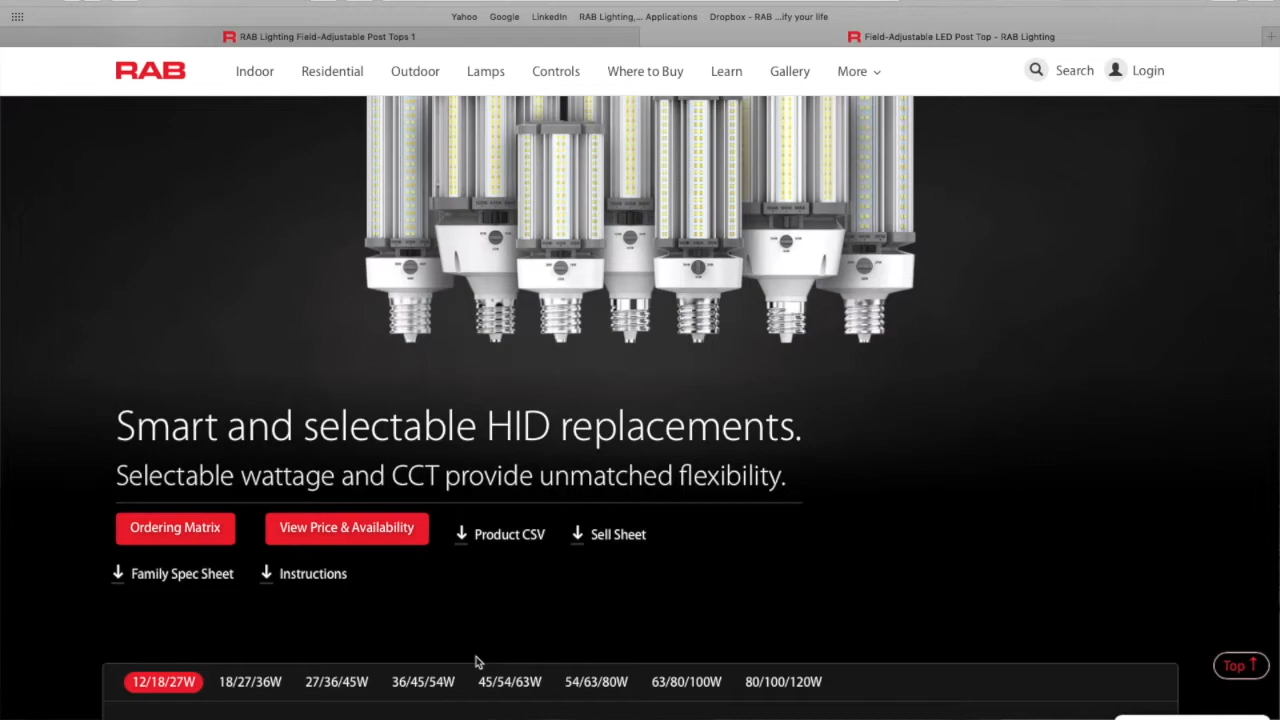 Yahoo Google LinkedIn RAB Lighting,... Applications Dropbox - RAB ...ify your life
RAB Lighting Field-Adjustable Post Tops 1 Field-Adjustable LED Post Top - RAB Lighting
RAB Indoor Residential Outdoor Lamps Controls Where to Buy Learn Gallery More Search Login
Smart and selectable HID replacements.
Selectable wattage and CCT provide unmatched flexibility.
Ordering Matrix View Price & Availability Product CSV Sell Sheet
Family Spec Sheet Instructions
Top ↑
12/18/27W 18/27/36W 27/36/45W 36/45/54W 45/54/63W 54/63/80W 63/80/100W 80/100/120W